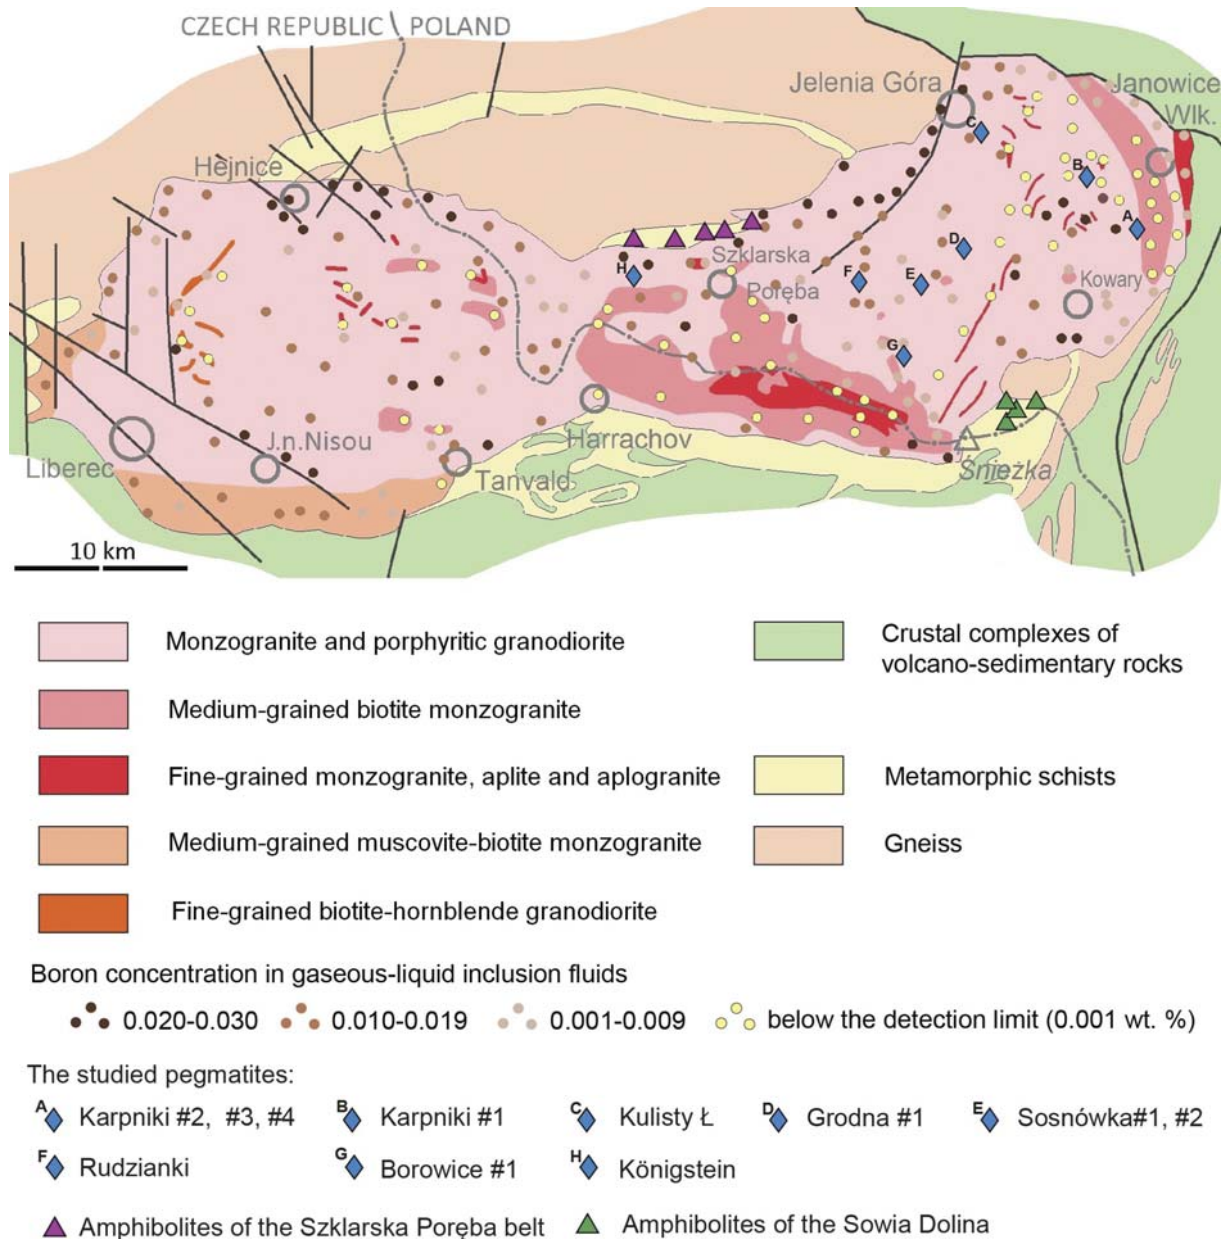 CZECH REPUBLIC
POLAND
Jelenia Góra
Janowice
Wlk.
C
Hejnice
B
A
Szklarska
Poręba
H
D
F
E
Kowary
G
J.n.Nisou
Harrachov
Liberec
Tanvald
Śnieżka
10 km
Monzogranite and porphyritic granodiorite
Crustal complexes of
volcano-sedimentary rocks
Medium-grained biotite monzogranite
Fine-grained monzogranite, aplite and aplogranite
Metamorphic schists
Medium-grained muscovite-biotite monzogranite
Gneiss
Fine-grained biotite-hornblende granodiorite
Boron concentration in gaseous-liquid inclusion fluids
0.020-0.030 0.010-0.019 0.001-0.009 below the detection limit (0.001 wt. %)
The studied pegmatites:
A Karpniki #2, #3, #4 B Karpniki #1 C Kulisty Ł D Grodna #1 E Sosnówka#1, #2
F Rudzianki G Borowice #1 H Königstein
Amphibolites of the Szklarska Poręba belt Amphibolites of the Sowia Dolina